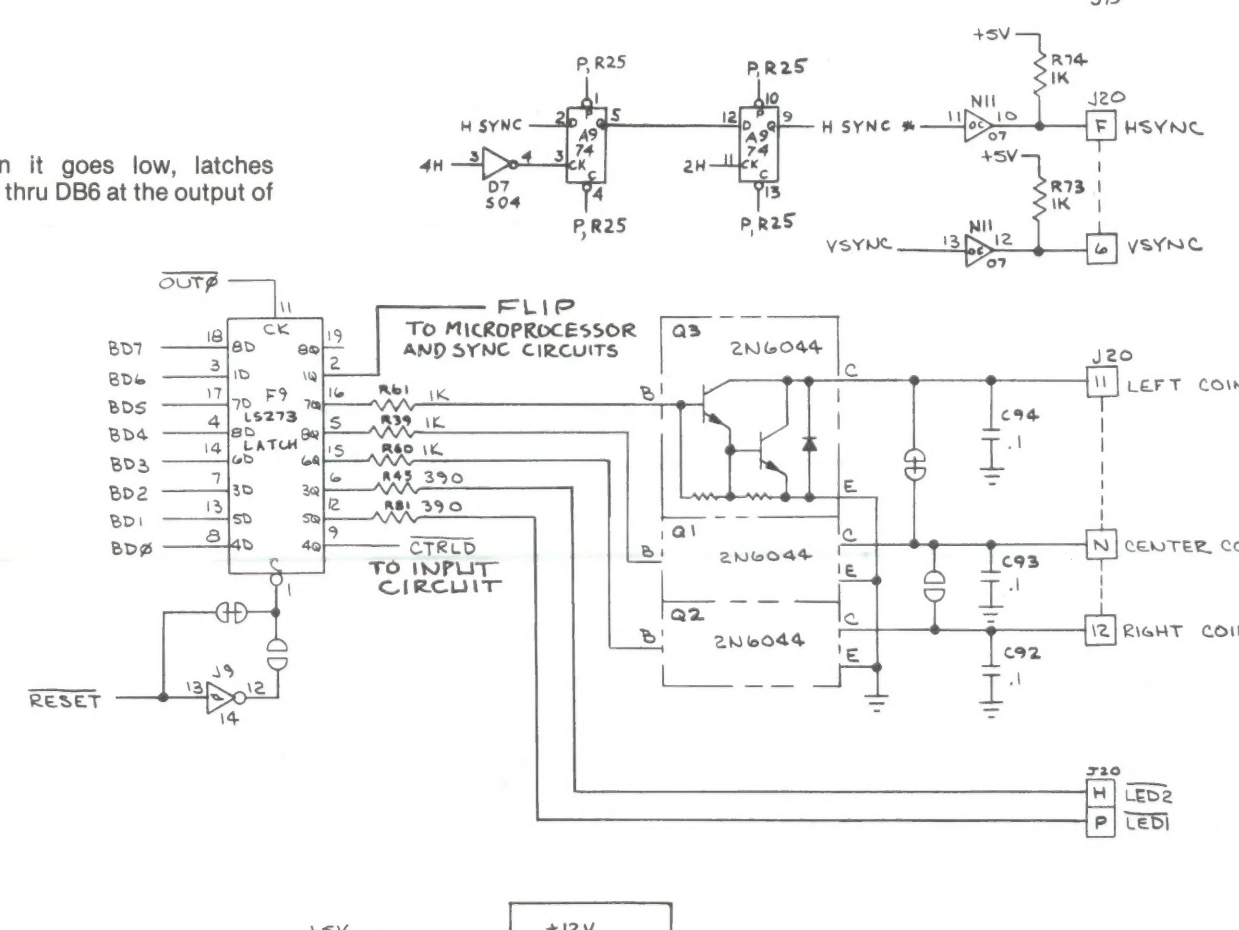 n it goes low, latches
thru DB6 at the output of
P,R25
P,R25
+5V
R74
1K
J20
1
10
N11
H SYNC
2
D
P
Q
5
A9
74
12
D
P
Q
9
A9
74
H SYNC *
11
OC
10
07
F
HSYNC
4H
3
4
3
CK
C
2H
11
CK
C
+5V
D7
S04
4
13
R73
1K
P,R25
P,R25
N11
VSYNC
13
OC
12
07
6
VSYNC
OUTØ
11
CK
FLIP
TO MICROPROCESSOR
AND SYNC CIRCUITS
BD7
18
8D
8Q
19
BD6
3
1D
1Q
2
BD5
17
7D
7Q
16
R61
1K
BD4
4
8D
8Q
5
R39
1K
BD3
14
6D
6Q
15
R60
1K
BD2
7
3D
3Q
6
R45
390
BD1
13
5D
5Q
12
R81
390
BDØ
8
4D
4Q
9
CTRLD
F9
LS273
LATCH
C
1
TO INPUT
CIRCUIT
Q3
2N6044
B
C
E
J20
11
LEFT COIN
C94
.1
Q1
2N6044
B
C
E
N
CENTER CO
C93
.1
Q2
2N6044
B
C
E
12
RIGHT COI
C92
.1
RESET
13
J9
12
14
J20
H
LED2
P
LED1
+12V